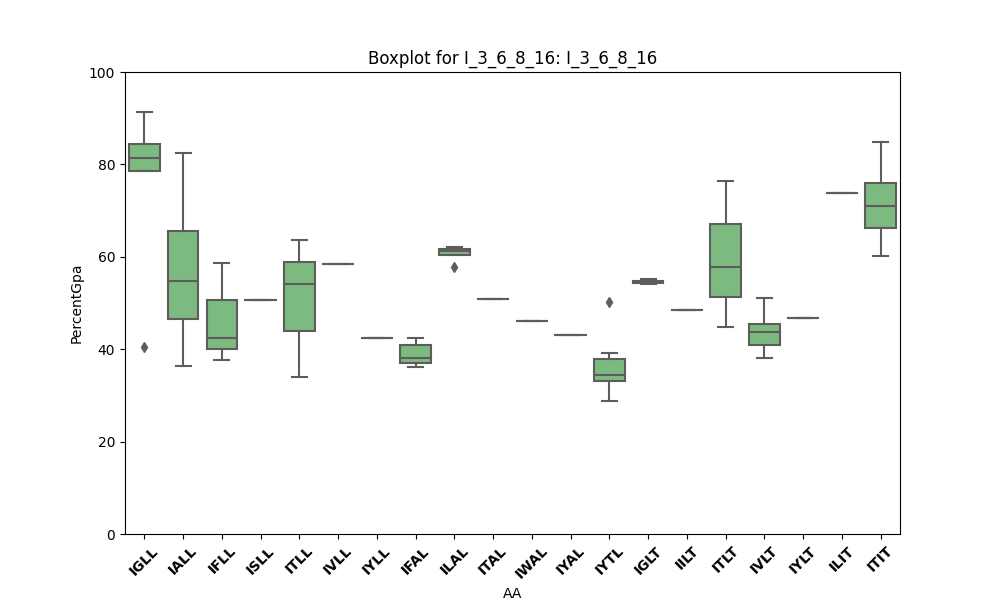 Boxplot for I_3_6_8_16: I_3_6_8_16
100
80
60
40
20
0
PercentGpa
IGLL IALL IFLL ISLL ITLL IVLL IYLL IFAL ILAL ITAL IWAL IYAL IYTL IGLT IILT ITLT IVLT IYLT ILIT ITIT
AA